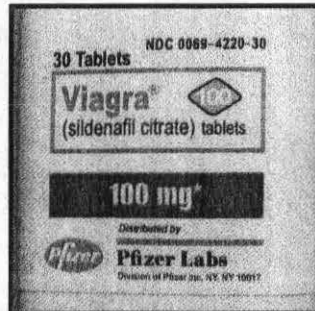 NDC 0069-4220-30
30 Tablets
Viagra® 100
(sildenafil citrate) tablets
100 mg*
Distributed by
Pfizer Pfizer Labs
Division of Pfizer Inc, NY, NY 10017